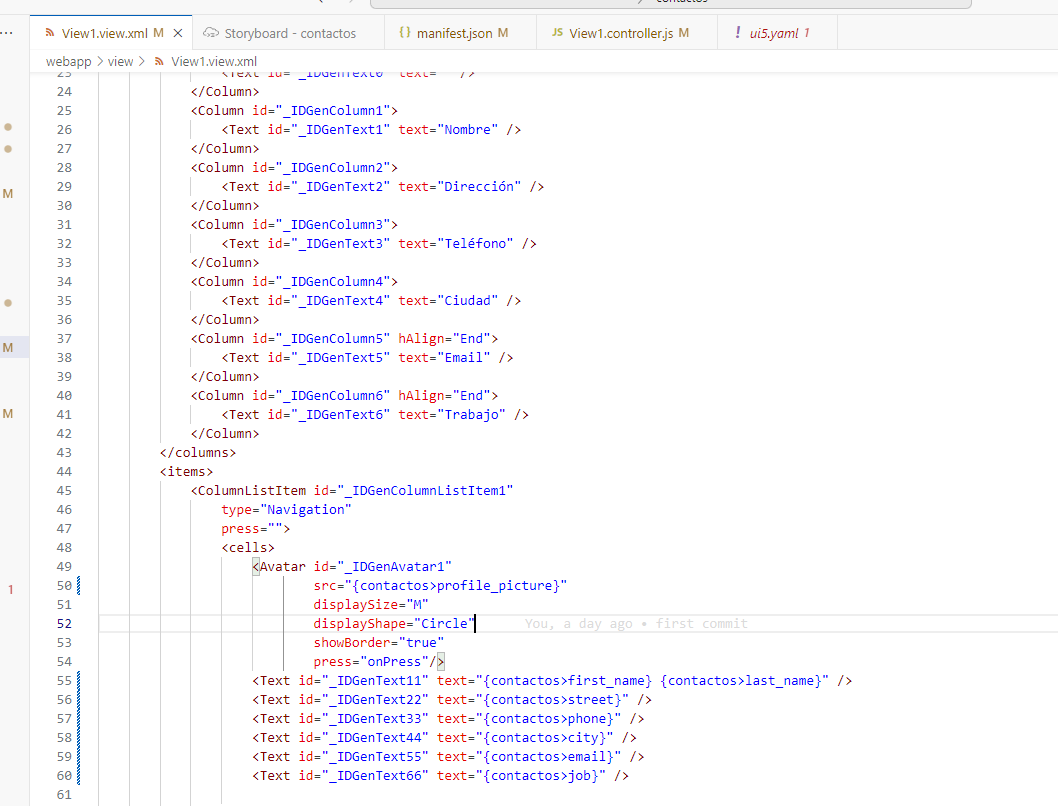 contactos
View1.view.xml M
Storyboard - contactos
{} manifest.json M
JS View1.controller.js M
! ui5.yaml 1
webapp > view > View1.view.xml
23 <Text id="_IDGenText0" text=" " />
24 </Column>
25 <Column id="_IDGenColumn1">
26 <Text id="_IDGenText1" text="Nombre" />
27 </Column>
28 <Column id="_IDGenColumn2">
29 <Text id="_IDGenText2" text="Dirección" />
30 </Column>
31 <Column id="_IDGenColumn3">
32 <Text id="_IDGenText3" text="Teléfono" />
33 </Column>
34 <Column id="_IDGenColumn4">
35 <Text id="_IDGenText4" text="Ciudad" />
36 </Column>
37 <Column id="_IDGenColumn5" hAlign="End">
38 <Text id="_IDGenText5" text="Email" />
39 </Column>
40 <Column id="_IDGenColumn6" hAlign="End">
41 <Text id="_IDGenText6" text="Trabajo" />
42 </Column>
43 </columns>
44 <items>
45 <ColumnListItem id="_IDGenColumnListItem1"
46 type="Navigation"
47 press="">
48 <cells>
49 <Avatar id="_IDGenAvatar1"
50 src="{contactos>profile_picture}"
51 displaySize="M"
52 displayShape="Circle" You, a day ago • first commit
53 showBorder="true"
54 press="onPress"/>
55 <Text id="_IDGenText11" text="{contactos>first_name} {contactos>last_name}" />
56 <Text id="_IDGenText22" text="{contactos>street}" />
57 <Text id="_IDGenText33" text="{contactos>phone}" />
58 <Text id="_IDGenText44" text="{contactos>city}" />
59 <Text id="_IDGenText55" text="{contactos>email}" />
60 <Text id="_IDGenText66" text="{contactos>job}" />
61
M
M
M
1